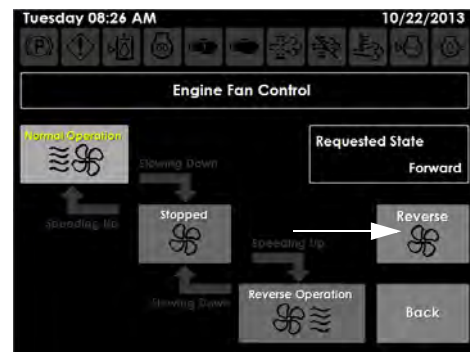 Tuesday 08:26 AM 10/22/2013
(P)
Engine Fan Control
Normal Operation
Requested State
Forward
Slowing Down
Speeding Up
Stopped
Reverse
Speeding Up
Slowing Down
Reverse Operation
Back